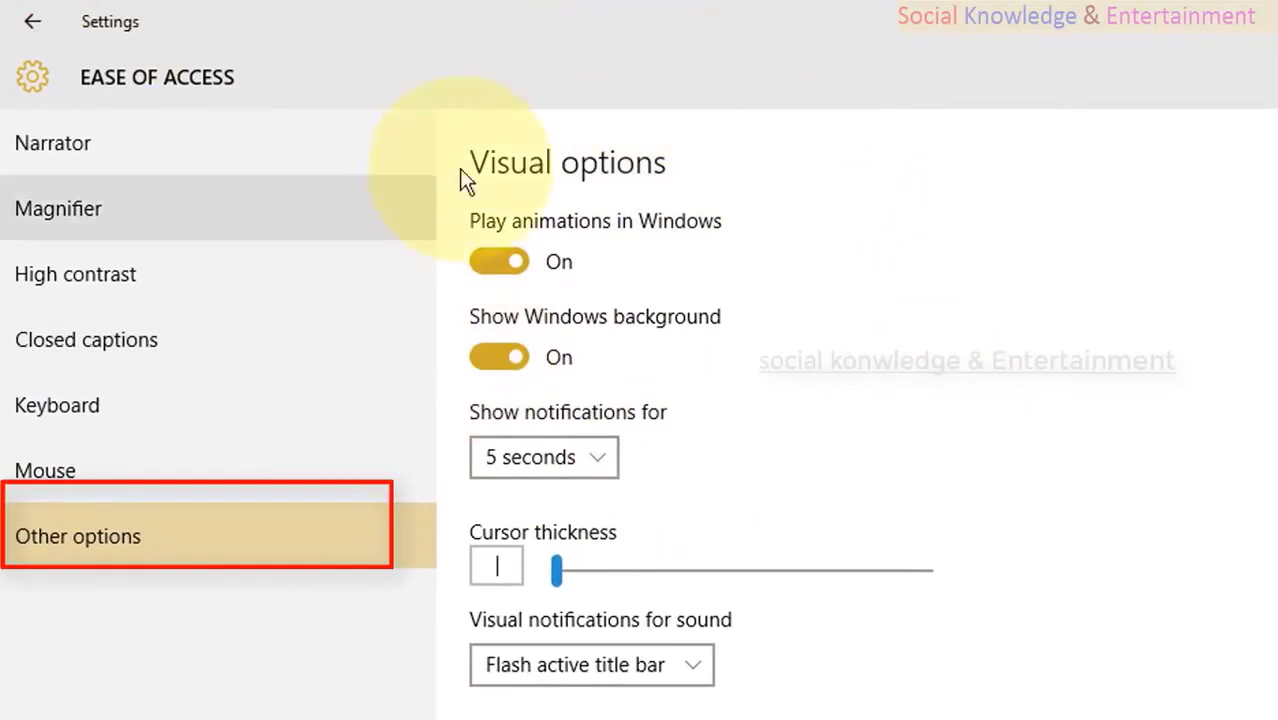 Settings
Social Knowledge & Entertainment
EASE OF ACCESS
Narrator
Magnifier
High contrast
Closed captions
Keyboard
Mouse
Other options
Visual options
Play animations in Windows
On
Show Windows background
On
social konwledge & Entertainment
Show notifications for
5 seconds
Cursor thickness
Visual notifications for sound
Flash active title bar